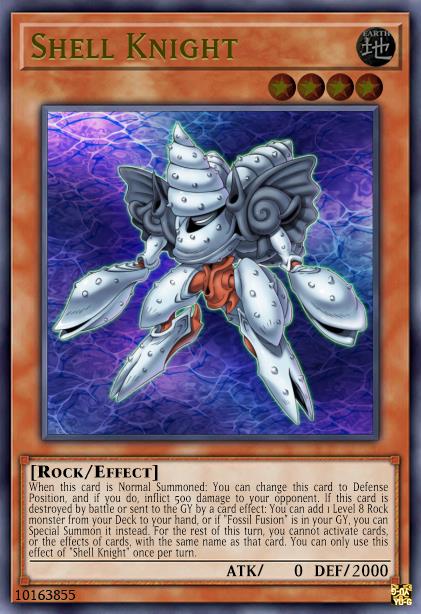 SHELL KNIGHT
EARTH
地
[ROCK/EFFECT]
When this card is Normal Summoned: You can change this card to Defense
Position, and if you do, inflict 500 damage to your opponent. If this card is
destroyed by battle or sent to the GY by a card effect: You can add 1 Level 8 Rock
monster from your Deck to your hand, or if "Fossil Fusion" is in your GY, you can
Special Summon it instead. For the rest of this turn, you cannot activate cards,
or the effects of cards, with the same name as that card. You can only use this
effect of "Shell Knight" once per turn.
ATK/ 0 DEF/2000
10163855